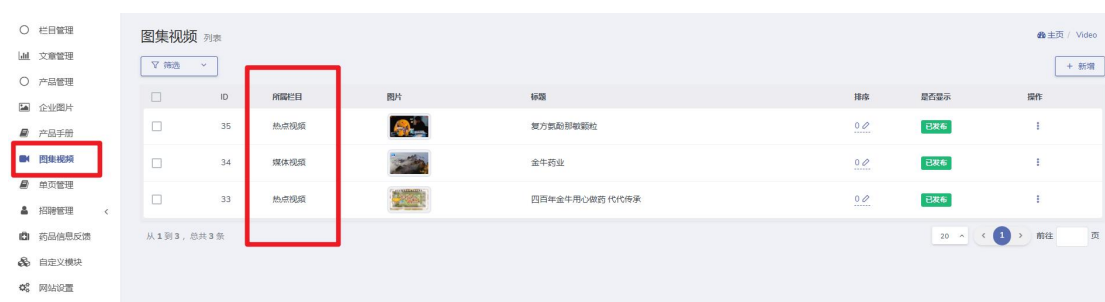 栏目管理
文章管理
产品管理
企业图片
产品手册
图集视频
单页管理
招聘管理
药品信息反馈
自定义模块
网站设置
图集视频 列表
主页 / Video
筛选
+ 新增
ID 所属栏目 图片 标题 排序 是否显示 操作
35 热点视频 复方氨酚那敏颗粒 0 已发布
34 媒体视频 金牛药业 0 已发布
33 热点视频 四百年金牛用心做药 代代传承 0 已发布
从 1 到 3 ，总共 3 条
20 1 前往 页